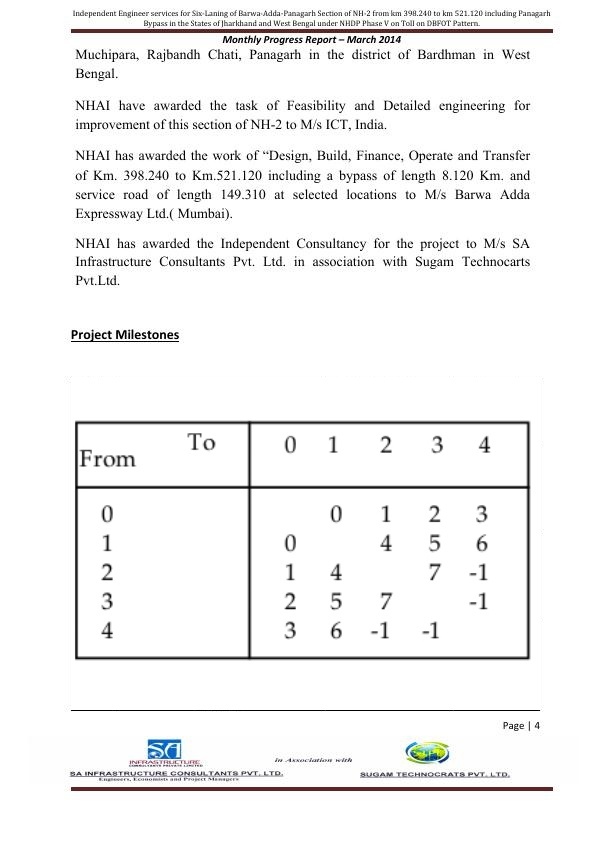 Independent Engineer services for Six-Laning of Barwa-Adda-Panagarh Section of NH-2 from km 398.240 to km 521.120 including Panagarh
Bypass in the States of Jharkhand and West Bengal under NHDP Phase V on Toll on DBFOT Pattern.
Monthly Progress Report – March 2014
Muchipara, Rajbandh Chati, Panagarh in the district of Bardhman in West
Bengal.
NHAI have awarded the task of Feasibility and Detailed engineering for
improvement of this section of NH-2 to M/s ICT, India.
NHAI has awarded the work of “Design, Build, Finance, Operate and Transfer
of Km. 398.240 to Km.521.120 including a bypass of length 8.120 Km. and
service road of length 149.310 at selected locations to M/s Barwa Adda
Expressway Ltd.( Mumbai).
NHAI has awarded the Independent Consultancy for the project to M/s SA
Infrastructure Consultants Pvt. Ltd. in association with Sugam Technocarts
Pvt.Ltd.
Project Milestones
To 0 1 2 3 4
From
0 0 1 2 3
1 0 4 5 6
2 1 4 7 -1
3 2 5 7 -1
4 3 6 -1 -1
Page | 4
SA
INFRASTRUCTURE
CONSULTANTS PRIVATE LIMITED
in Association with
SA INFRASTRUCTURE CONSULTANTS PVT. LTD. SUGAM TECHNOCRATS PVT. LTD.
Engineers, Economists and Project Managers